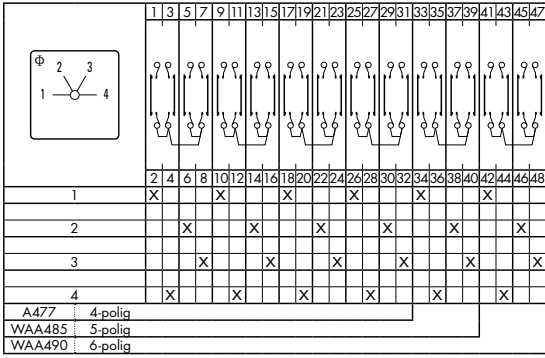 1 3 5 7 9 11 13 15 17 19 21 23 25 27 29 31 33 35 37 39 41 43 45 47
Φ
2 3
1 4
2 4 6 8 10 12 14 16 18 20 22 24 26 28 30 32 34 36 38 40 42 44 46 48
1 X X X X X X
2 X X X X X X
3 X X X X X X
4 X X X X X X
A477 4-polig
WAA485 5-polig
WAA490 6-polig